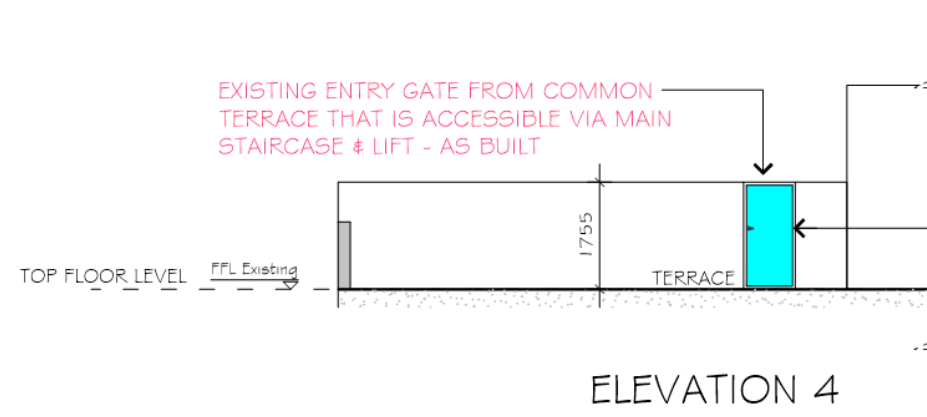 EXISTING ENTRY GATE FROM COMMON
TERRACE THAT IS ACCESSIBLE VIA MAIN
STAIRCASE & LIFT - AS BUILT
1755
TOP FLOOR LEVEL
FFL Existing
TERRACE
ELEVATION 4